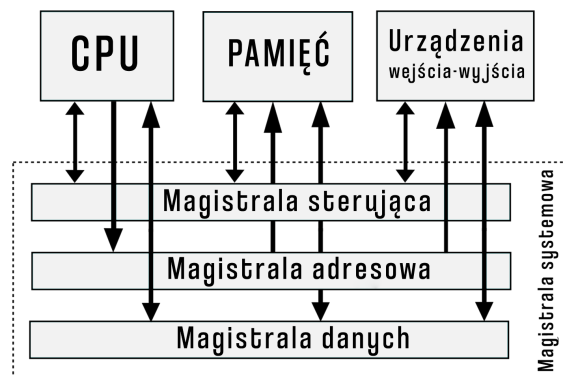 CPU
PAMIĘĆ
Urządzenia
wejścia-wyjścia
Magistrala sterująca
Magistrala adresowa
Magistrala danych
Magistrala systemowa